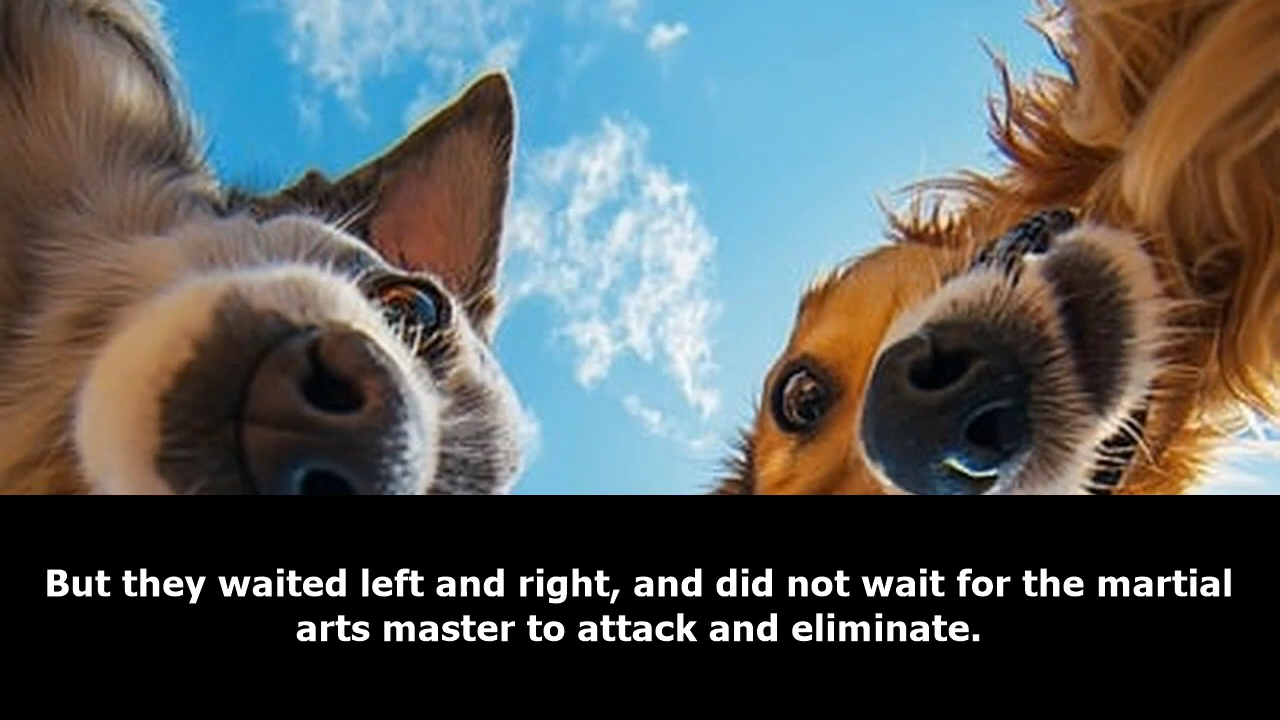 But they waited left and right, and did not wait for the martial
arts master to attack and eliminate.